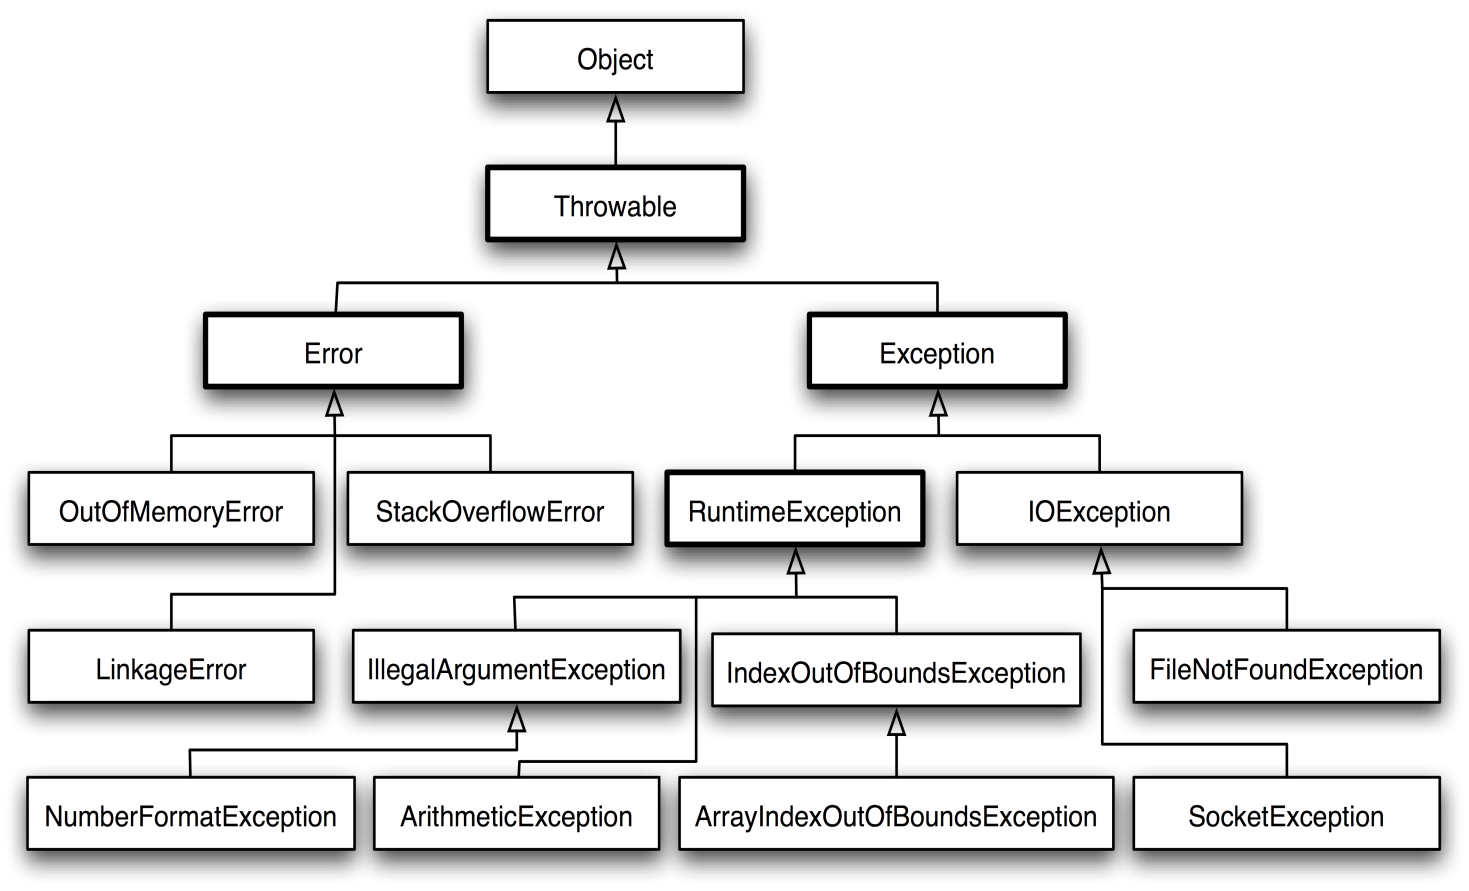 Object
Throwable
Error
Exception
OutOfMemoryError
StackOverflowError
RuntimeException
IOException
LinkageError
IllegalArgumentException
IndexOutOfBoundsException
FileNotFoundException
NumberFormatException
ArithmeticException
ArrayIndexOutOfBoundsException
SocketException